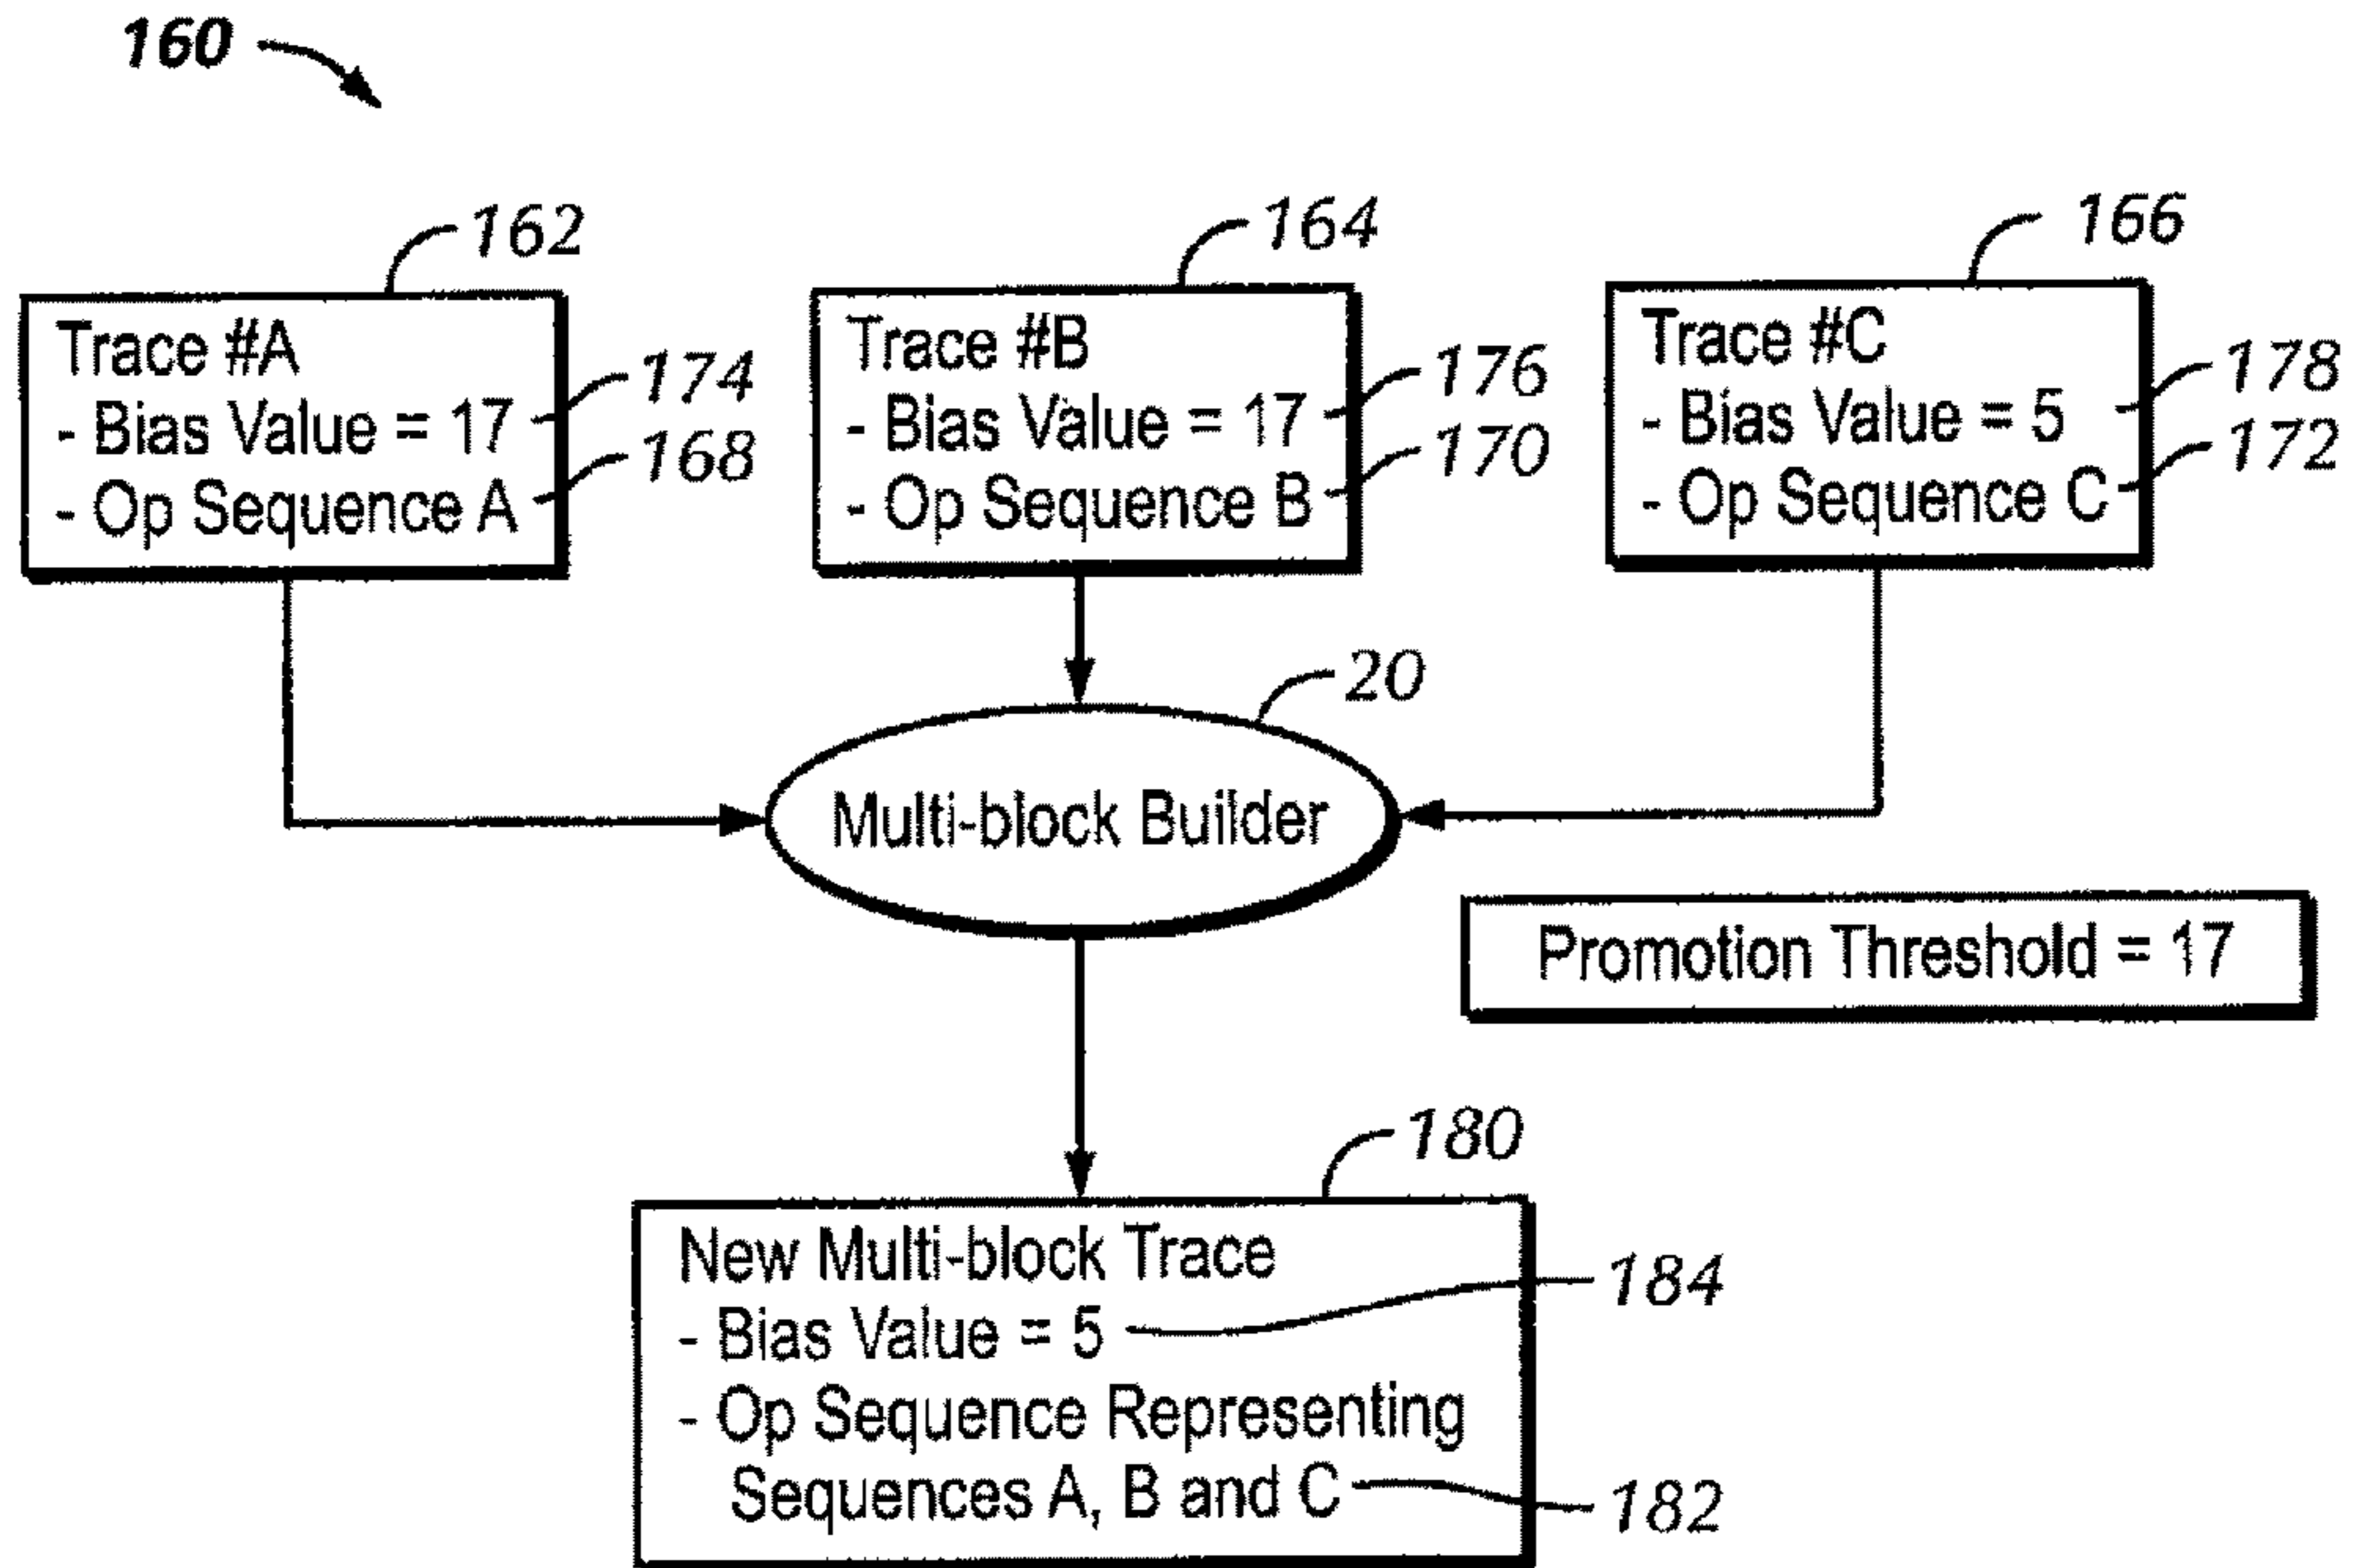 160
162
164
166
Trace #A
- Bias Value = 17
- Op Sequence A
174
168
Trace #B
- Bias Value = 17
- Op Sequence B
176
170
Trace #C
- Bias Value = 5
- Op Sequence C
178
172
20
Multi-block Builder
Promotion Threshold = 17
180
New Multi-block Trace
- Bias Value = 5
- Op Sequence Representing
Sequences A, B and C
184
182